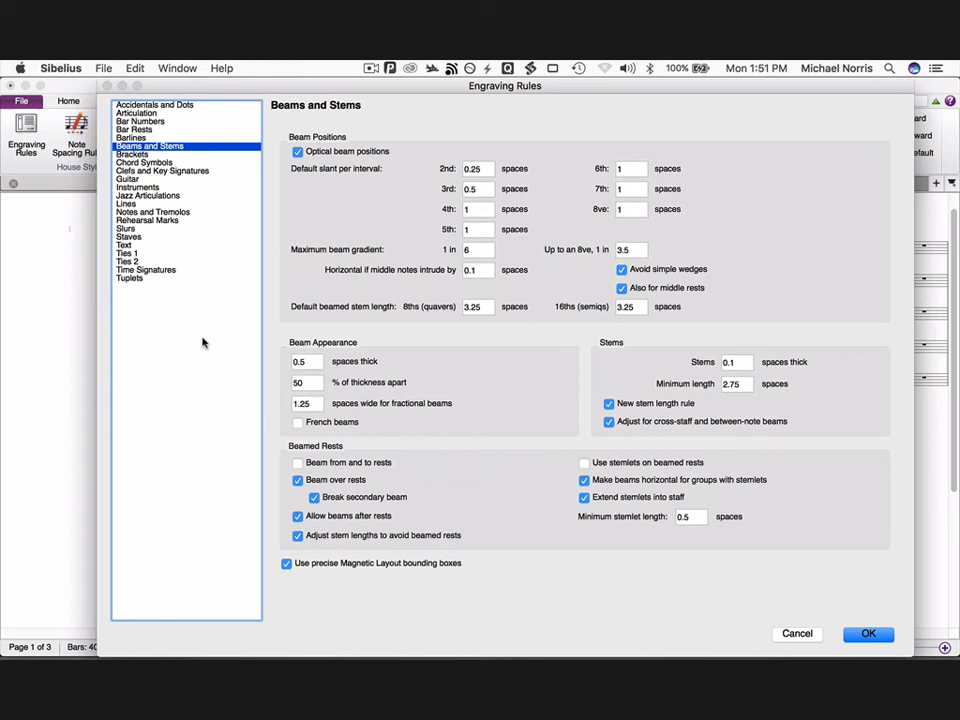 Sibelius File Edit Window Help 100% Mon 1:51 PM Michael Norris
Engraving Rules
File Home
Engraving Rules
Note Spacing Rul
House Sty
ard
ward
efault
Accidentals and Dots
Articulation
Bar Numbers
Bar Rests
Barlines
Beams and Stems
Brackets
Chord Symbols
Clefs and Key Signatures
Guitar
Instruments
Jazz Articulations
Lines
Notes and Tremolos
Rehearsal Marks
Slurs
Staves
Text
Ties 1
Ties 2
Time Signatures
Tuplets
Beams and Stems
Beam Positions
Optical beam positions
Default slant per interval: 2nd: 0.25 spaces 6th: 1 spaces
3rd: 0.5 spaces 7th: 1 spaces
4th: 1 spaces 8ve: 1 spaces
5th: 1 spaces
Maximum beam gradient: 1 in 6 Up to an 8ve, 1 in 3.5
Horizontal if middle notes intrude by 0.1 spaces Avoid simple wedges
Also for middle rests
Default beamed stem length: 8ths (quavers) 3.25 spaces 16ths (semiqs) 3.25 spaces
Beam Appearance
0.5 spaces thick
50 % of thickness apart
1.25 spaces wide for fractional beams
French beams
Stems
Stems 0.1 spaces thick
Minimum length 2.75 spaces
New stem length rule
Adjust for cross-staff and between-note beams
Beamed Rests
Beam from and to rests
Beam over rests
Break secondary beam
Allow beams after rests
Adjust stem lengths to avoid beamed rests
Use stemlets on beamed rests
Make beams horizontal for groups with stemlets
Extend stemlets into staff
Minimum stemlet length: 0.5 spaces
Use precise Magnetic Layout bounding boxes
Cancel OK
Page 1 of 3 Bars: 40